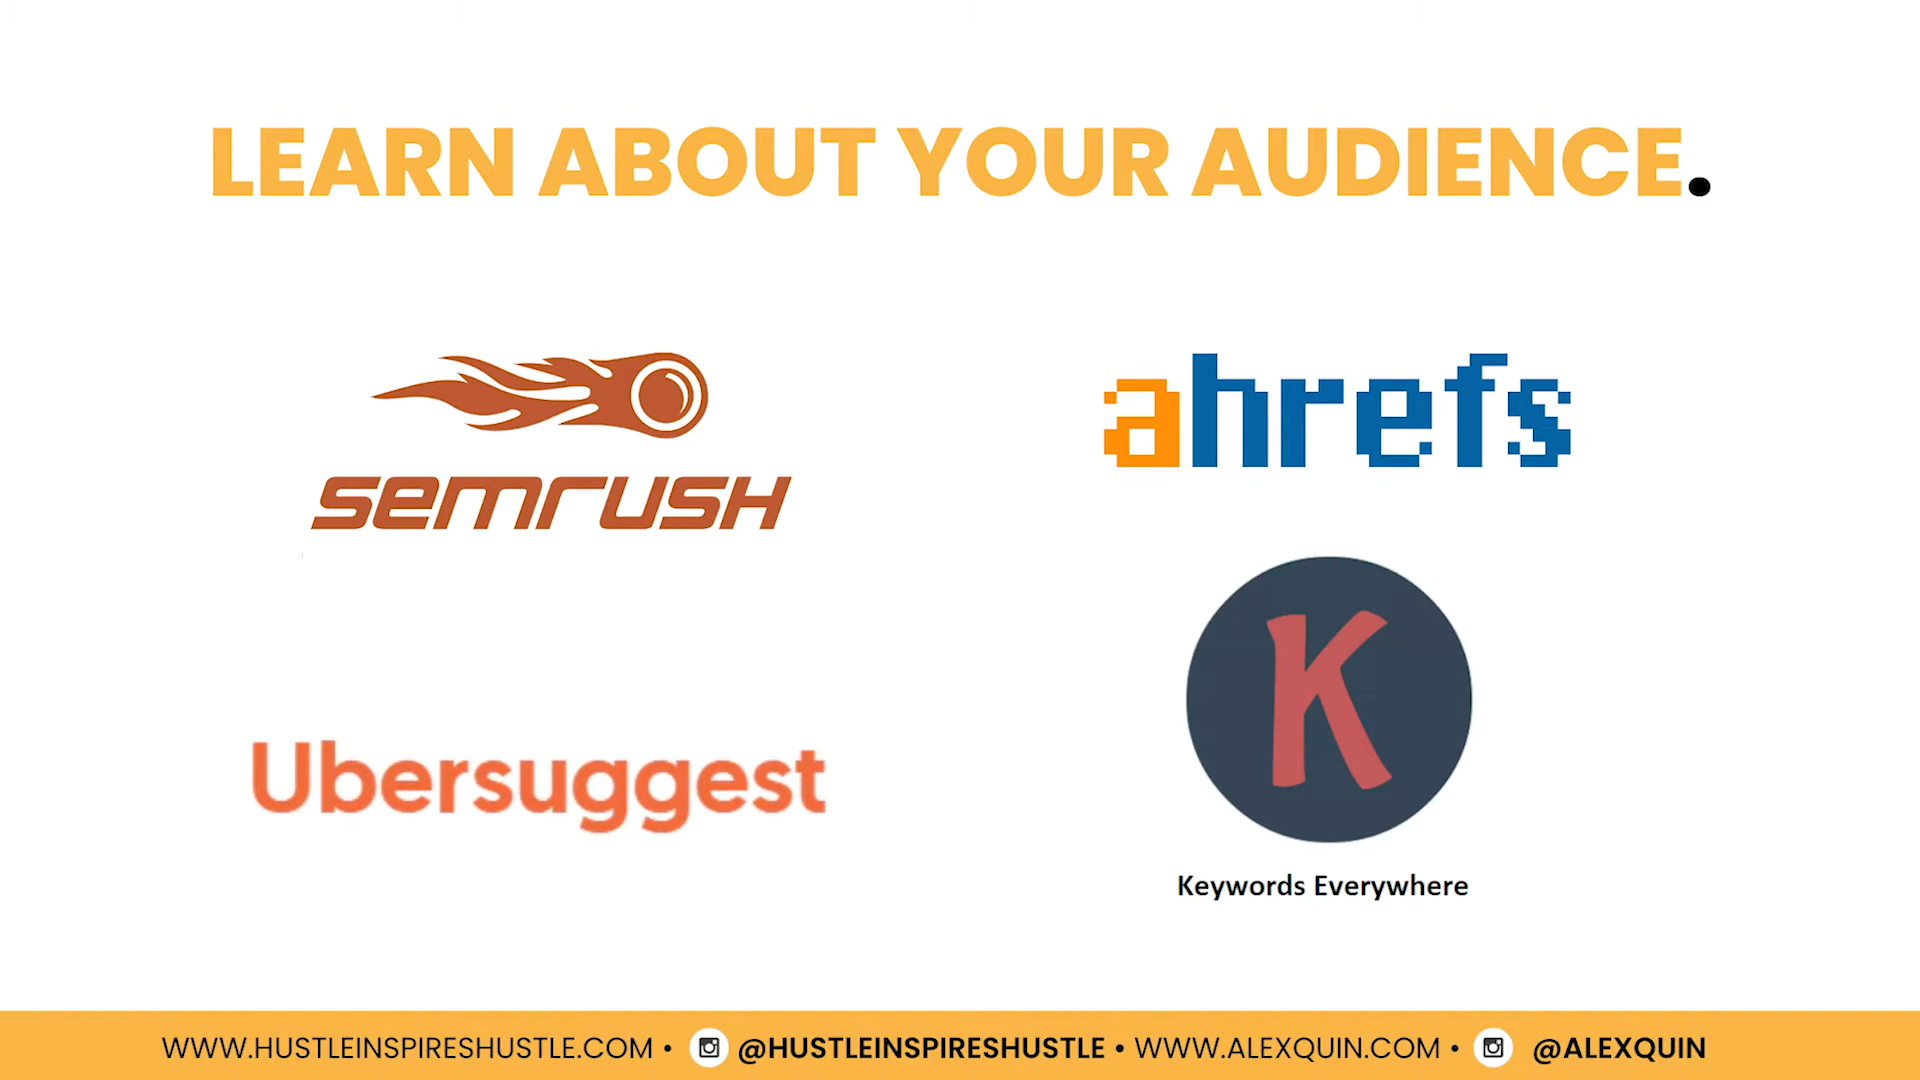 LEARN ABOUT YOUR AUDIENCE.
semrush
ahrefs
Ubersuggest
K
Keywords Everywhere
WWW.HUSTLEINSPIRESHUSTLE.COM • @HUSTLEINSPIRESHUSTLE • WWW.ALEXQUIN.COM • @ALEXQUIN